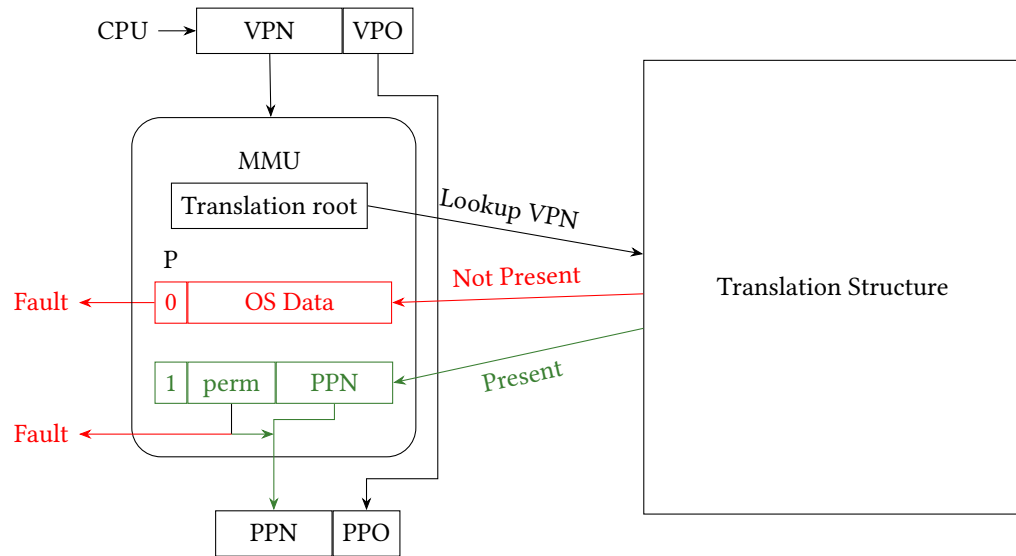 CPU
VPN
VPO
MMU
Translation root
Lookup VPN
P
Fault
0
OS Data
Not Present
Translation Structure
1
perm
PPN
Present
Fault
PPN
PPO